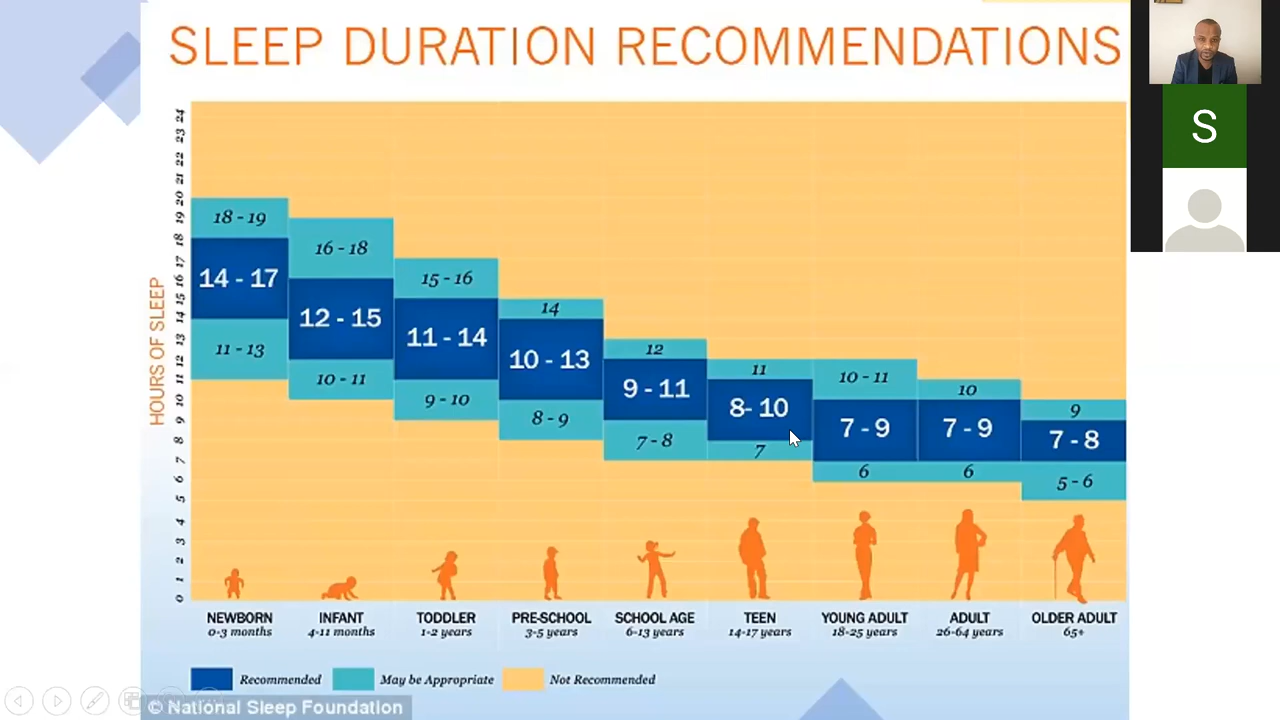 SLEEP DURATION RECOMMENDATIONS
S
HOURS OF SLEEP
24
23
22
21
20
19
18
17
16
15
14
13
12
11
10
9
8
7
6
5
4
3
2
1
0
18 - 19
14 - 17
11 - 13
16 - 18
12 - 15
10 - 11
15 - 16
11 - 14
9 - 10
14
10 - 13
8 - 9
12
9 - 11
7 - 8
11
8- 10
7
10 - 11
7 - 9
6
10
7 - 9
6
9
7 - 8
5 - 6
NEWBORN
0-3 months
INFANT
4-11 months
TODDLER
1-2 years
PRE-SCHOOL
3-5 years
SCHOOL AGE
6-13 years
TEEN
14-17 years
YOUNG ADULT
18-25 years
ADULT
26-64 years
OLDER ADULT
65+
Recommended
May be Appropriate
Not Recommended
© National Sleep Foundation